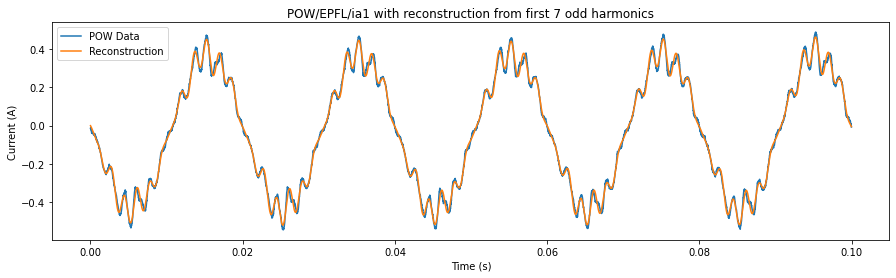 POW/EPFL/ia1 with reconstruction from first 7 odd harmonics
POW Data
Reconstruction
Current (A)
0.4
0.2
0.0
−0.2
−0.4
0.00
0.02
0.04
0.06
0.08
0.10
Time (s)